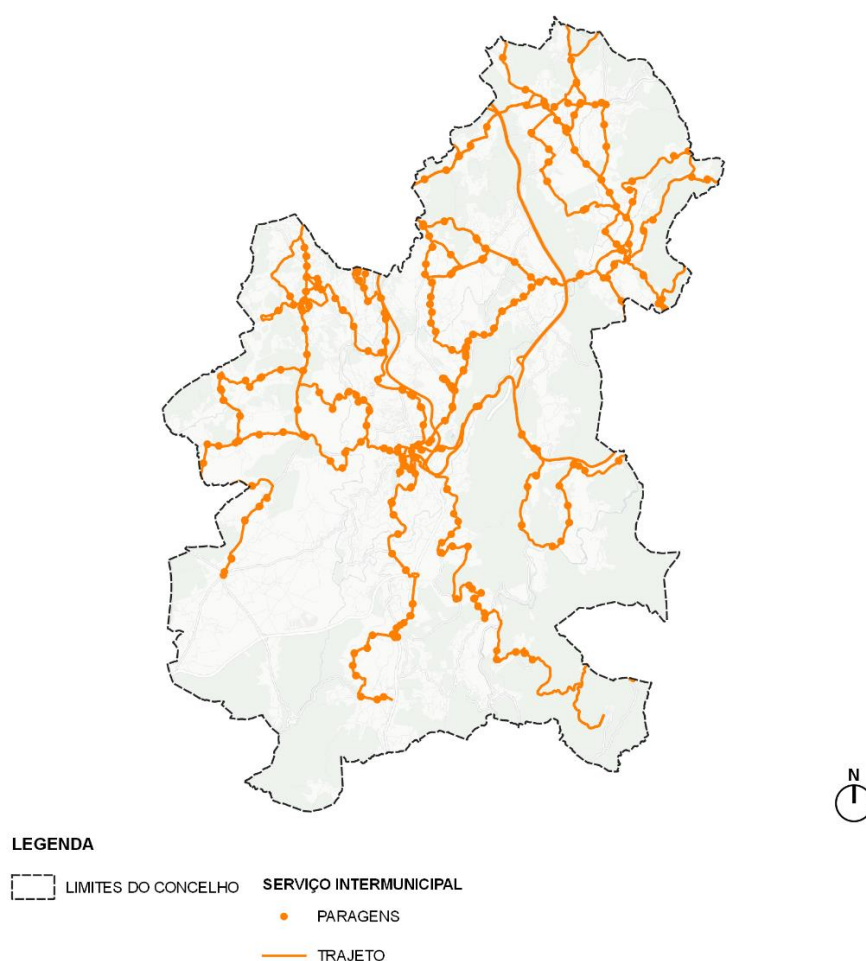 N
LEGENDA
LIMITES DO CONCELHO
SERVIÇO INTERMUNICIPAL
PARAGENS
TRAJETO